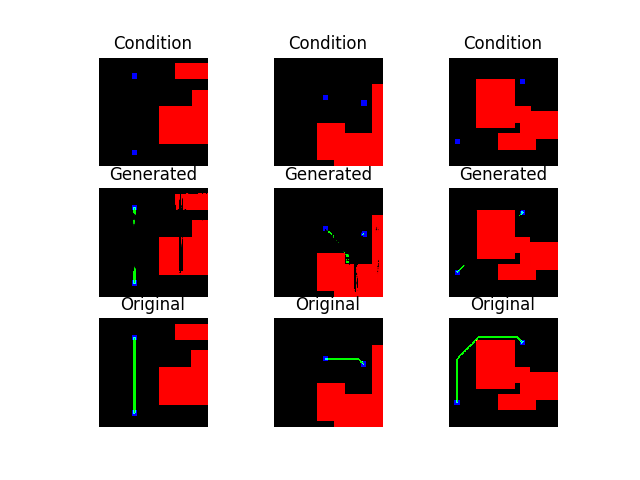 Condition Condition Condition
Generated Generated Generated
Original Original Original